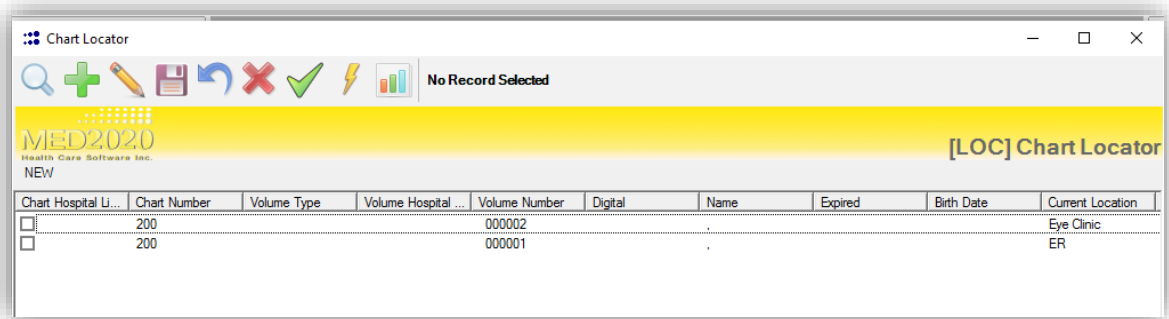 Chart Locator
No Record Selected
MED2020
Health Care Software Inc.
[LOC] Chart Locator
NEW
Chart Hospital Li... Chart Number Volume Type Volume Hospital ... Volume Number Digital Name Expired Birth Date Current Location
200 000002 , Eye Clinic
200 000001 , ER